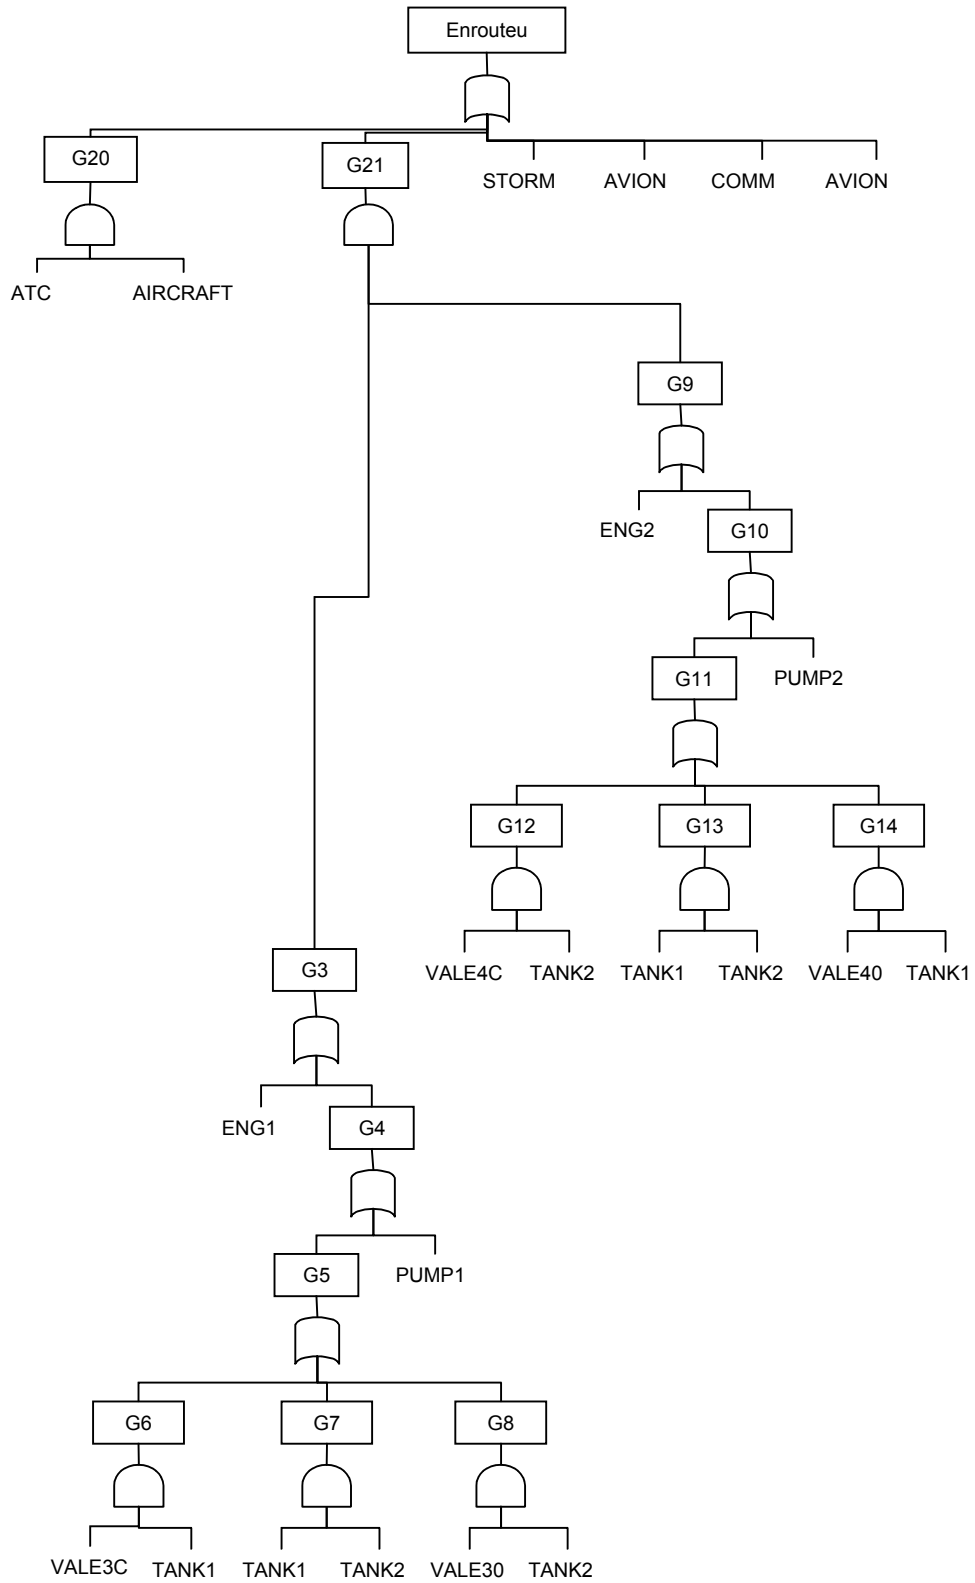 Enrouteu
G20
G21
STORM AVION COMM AVION
ATC AIRCRAFT
G9
ENG2
G10
G11
PUMP2
G12 G13 G14
VALE4C TANK2 TANK1 TANK2 VALE40 TANK1
G3
ENG1
G4
G5
PUMP1
G6 G7 G8
VALE3C TANK1 TANK1 TANK2 VALE30 TANK2